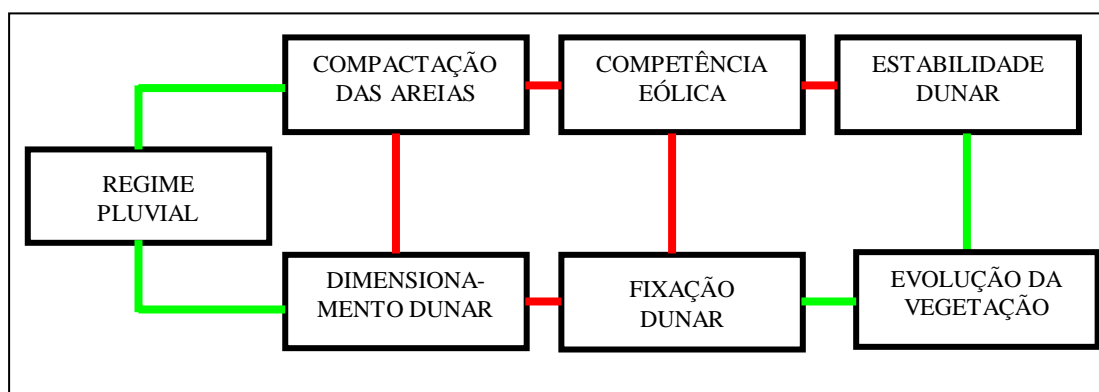 COMPACTAÇÃO
DAS AREIAS
COMPETÊNCIA
EÓLICA
ESTABILIDADE
DUNAR
REGIME
PLUVIAL
DIMENSIONA-
MENTO DUNAR
FIXAÇÃO
DUNAR
EVOLUÇÃO DA
VEGETAÇÃO